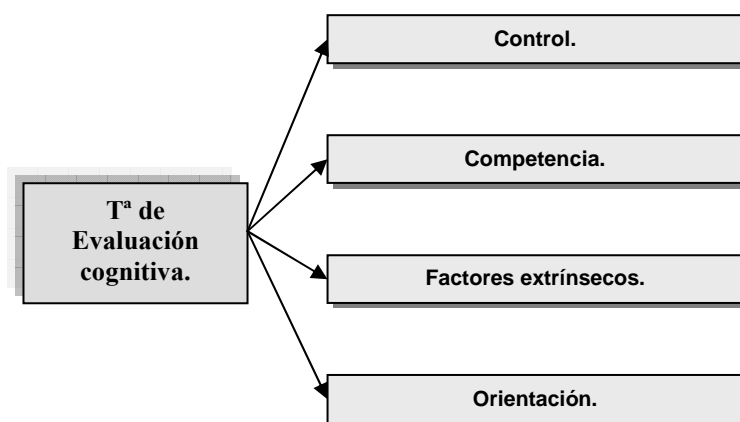 Control.
Competencia.
Tª de
Evaluación
cognitiva.
Factores extrínsecos.
Orientación.